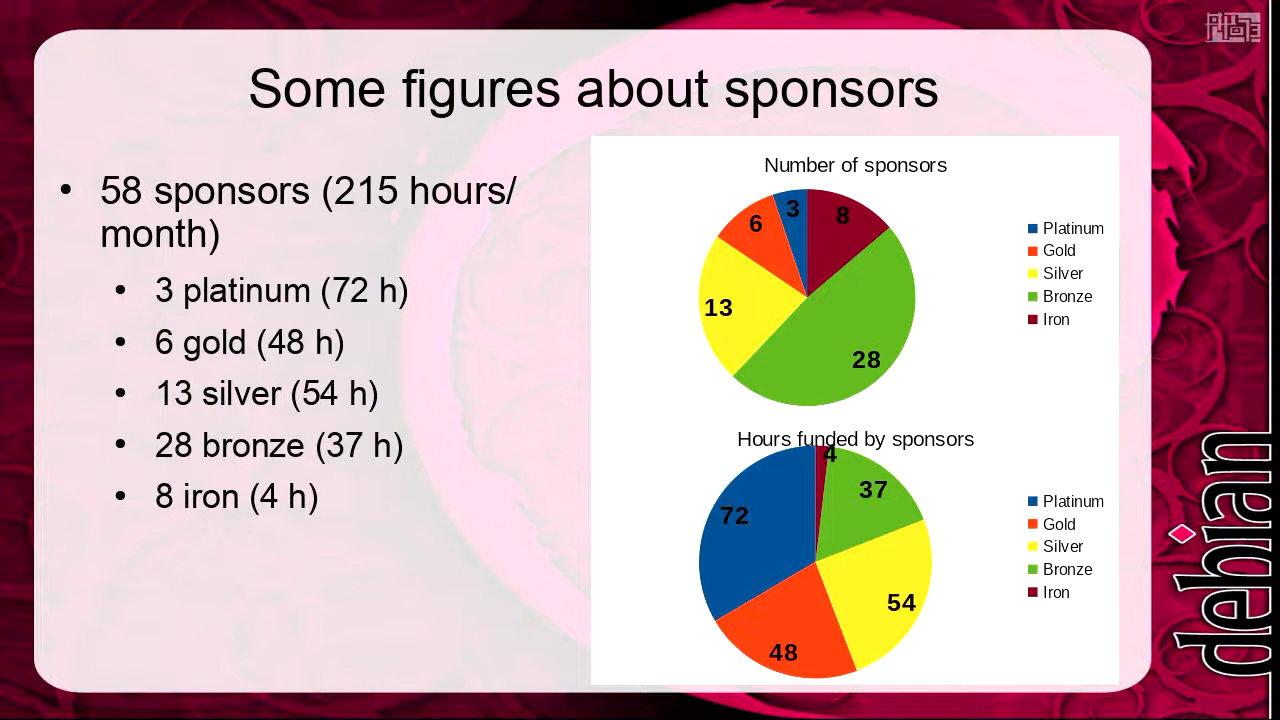 Some figures about sponsors
• 58 sponsors (215 hours/
month)
• 3 platinum (72 h)
• 6 gold (48 h)
• 13 silver (54 h)
• 28 bronze (37 h)
• 8 iron (4 h)
Number of sponsors
3
8
6
13
28
Platinum
Gold
Silver
Bronze
Iron
Hours funded by sponsors
4
37
72
54
48
Platinum
Gold
Silver
Bronze
Iron
debian